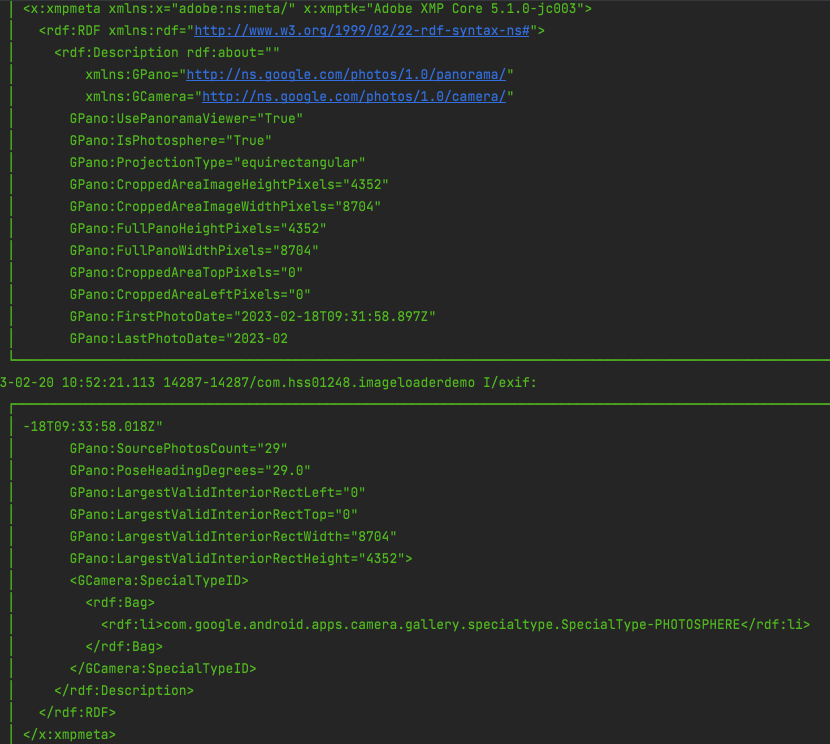 <x:xmpmeta xmlns:x="adobe:ns:meta/" x:xmptk="Adobe XMP Core 5.1.0-jc003">
<rdf:RDF xmlns:rdf="http://www.w3.org/1999/02/22-rdf-syntax-ns#">
<rdf:Description rdf:about=""
xmlns:GPano="http://ns.google.com/photos/1.0/panorama/"
xmlns:GCamera="http://ns.google.com/photos/1.0/camera/"
GPano:UsePanoramaViewer="True"
GPano:IsPhotosphere="True"
GPano:ProjectionType="equirectangular"
GPano:CroppedAreaImageHeightPixels="4352"
GPano:CroppedAreaImageWidthPixels="8704"
GPano:FullPanoHeightPixels="4352"
GPano:FullPanoWidthPixels="8704"
GPano:CroppedAreaTopPixels="0"
GPano:CroppedAreaLeftPixels="0"
GPano:FirstPhotoDate="2023-02-18T09:31:58.897Z"
GPano:LastPhotoDate="2023-02
3-02-20 10:52:21.113 14287-14287/com.hss01248.imageloaderdemo I/exif:
-18T09:33:58.018Z"
GPano:SourcePhotosCount="29"
GPano:PoseHeadingDegrees="29.0"
GPano:LargestValidInteriorRectLeft="0"
GPano:LargestValidInteriorRectTop="0"
GPano:LargestValidInteriorRectWidth="8704"
GPano:LargestValidInteriorRectHeight="4352">
<GCamera:SpecialTypeID>
<rdf:Bag>
<rdf:li>com.google.android.apps.camera.gallery.specialtype.SpecialType-PHOTOSPHERE</rdf:li>
</rdf:Bag>
</GCamera:SpecialTypeID>
</rdf:Description>
</rdf:RDF>
</x:xmpmeta>